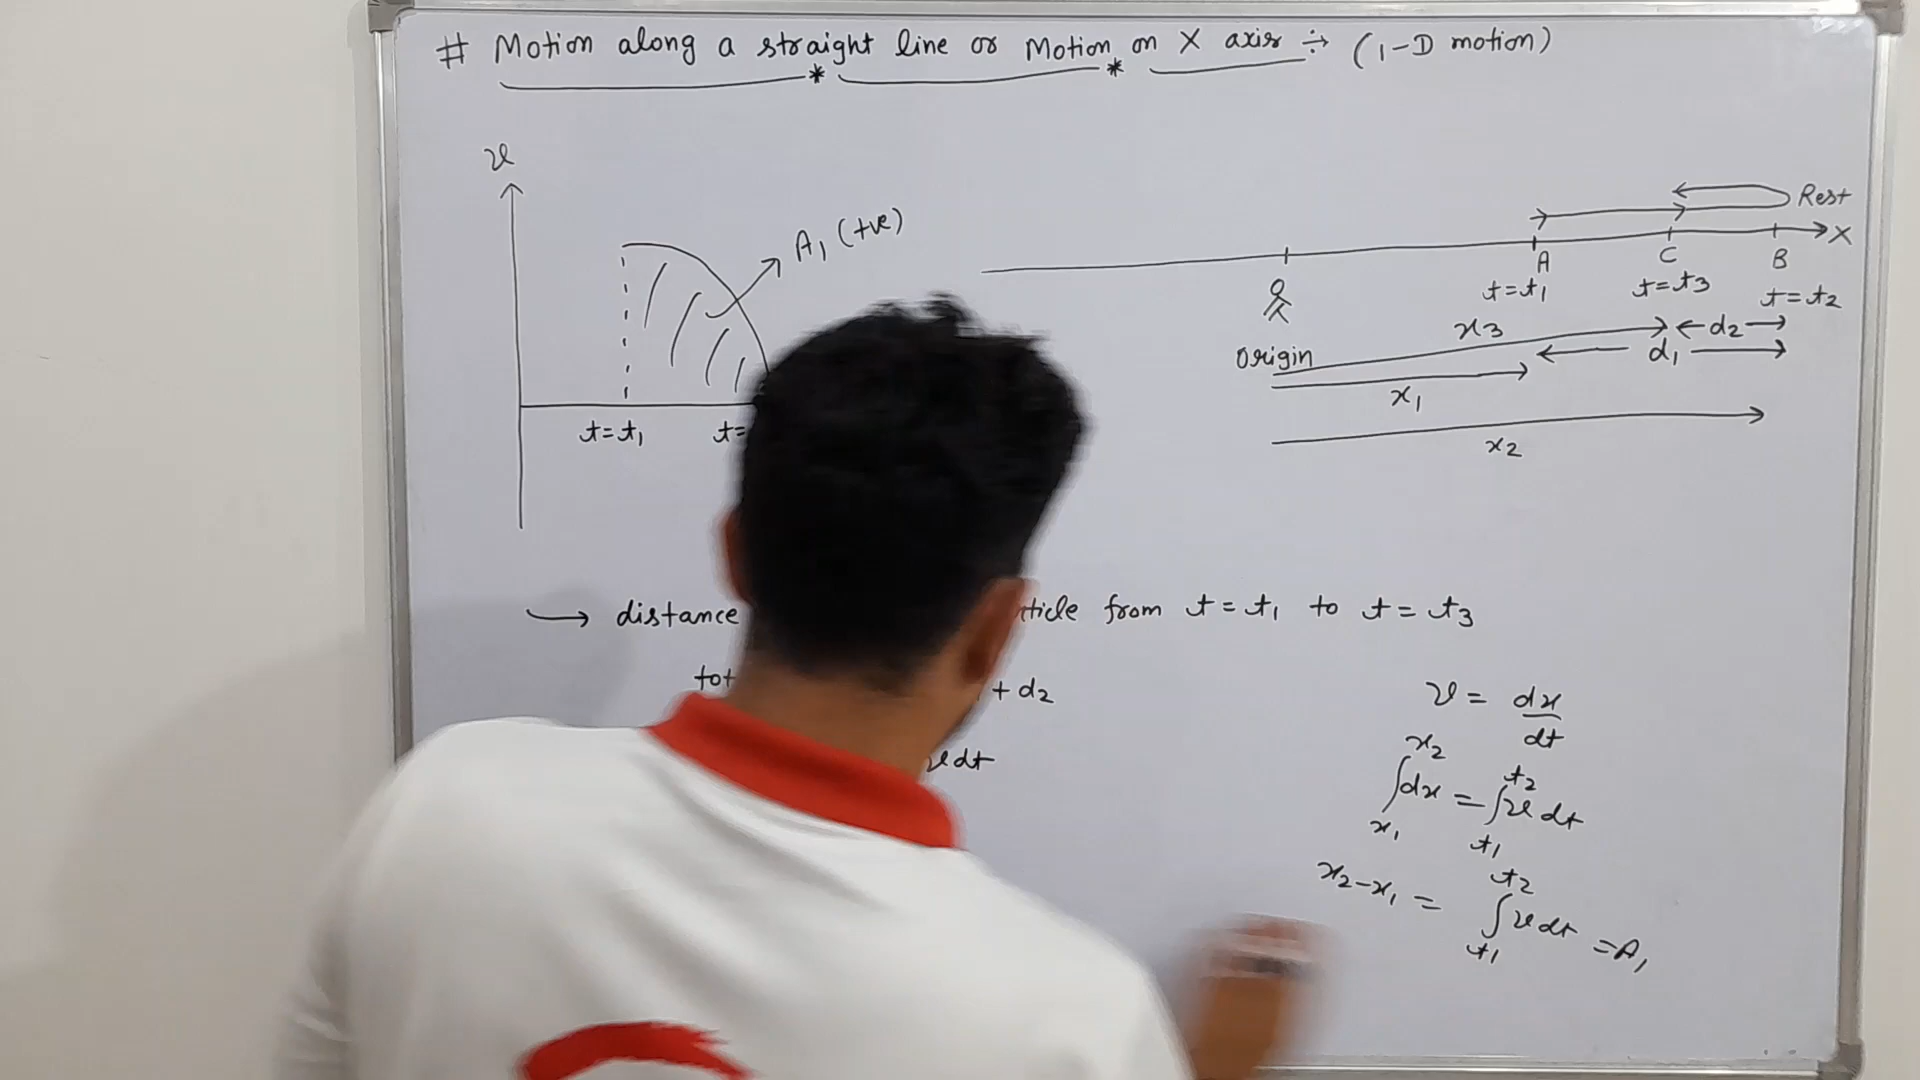 # Motion along a straight line or Motion on X axis ÷ (1-D motion)
v
A₁ (+ve)
t=t₁
t=
Rest
X
A
C
B
t=t₁
t=t₃
t=t₂
x₃
d₂
Origin
d₁
x₁
x₂
→ distance from t = t₁ to t = t₃
+ d₂
v dt
v = dx/dt
∫dx = ∫v dt
x₂
x₁
t₂
t₁
x₂-x₁ = ∫v dt = A₁
t₂
t₁